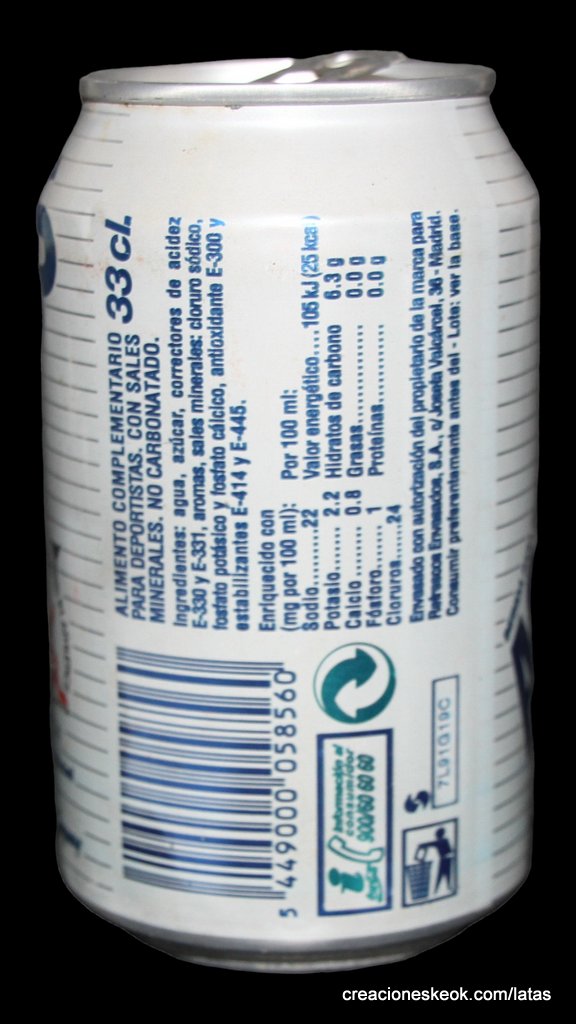 ALIMENTO COMPLEMENTARIO
PARA DEPORTISTAS. CON SALES
MINERALES. NO CARBONATADO.
33 cl.
Ingredientes: agua, azúcar, correctores de acidez
E-330 y E-331, aromas, sales minerales: cloruro sódico,
fosfato potásico y fosfato cálcico, antioxidante E-300 y
estabilizantes E-414 y E-445.
Enriquecido con
(mg por 100 ml):
Sodio.......22
Potasio....... 2.2
Calcio ....... 0.8
Fósforo....... 1
Cloruros.....24
Por 100 ml:
Valor energético....105 kJ (25 kcal)
Hidratos de carbono 6.3 g
Grasas............... 0.0 g
Proteínas............ 0.0 g
Envasado con autorización del propietario de la marca para
Refrescos Envasados, S.A., c/ Josefa Valcárcel, 36 - Madrid.
Consumir preferentemente antes del - Lote: ver la base.
5 449000 058560
Información al
consumidor
900/60 60 60
7L91G19C
creacioneskeok.com/latas